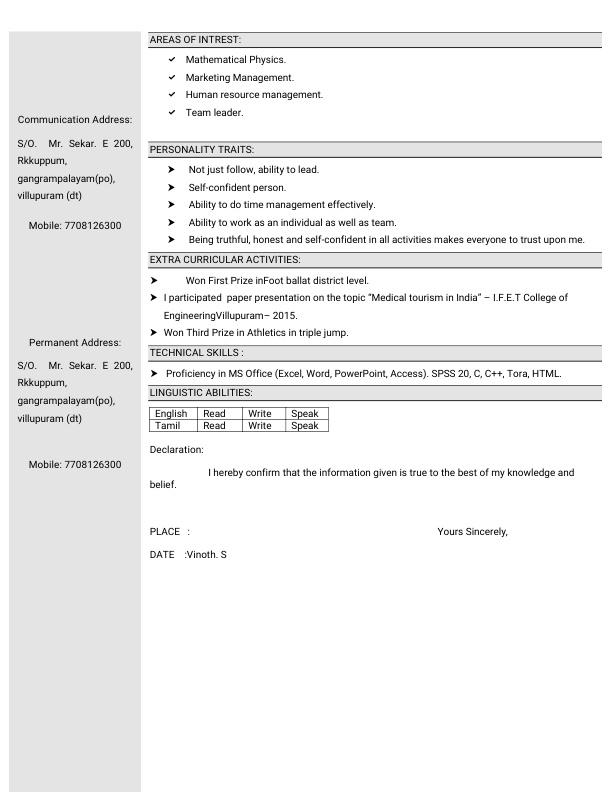 Communication Address:
S/O. Mr. Sekar. E 200,
Rkkuppum,
gangrampalayam(po),
villupuram (dt)
Mobile: 7708126300
Permanent Address:
S/O. Mr. Sekar. E 200,
Rkkuppum,
gangrampalayam(po),
villupuram (dt)
Mobile: 7708126300
AREAS OF INTREST:
✓ Mathematical Physics.
✓ Marketing Management.
✓ Human resource management.
✓ Team leader.
PERSONALITY TRAITS:
➤ Not just follow, ability to lead.
➤ Self-confident person.
➤ Ability to do time management effectively.
➤ Ability to work as an individual as well as team.
➤ Being truthful, honest and self-confident in all activities makes everyone to trust upon me.
EXTRA CURRICULAR ACTIVITIES:
➤ Won First Prize inFoot ballat district level.
➤ I participated paper presentation on the topic “Medical tourism in India” – I.F.E.T College of
EngineeringVillupuram– 2015.
➤ Won Third Prize in Athletics in triple jump.
TECHNICAL SKILLS :
➤ Proficiency in MS Office (Excel, Word, PowerPoint, Access). SPSS 20, C, C++, Tora, HTML.
LINGUISTIC ABILITIES:
English Read Write Speak
Tamil Read Write Speak
Declaration:
I hereby confirm that the information given is true to the best of my knowledge and
belief.
PLACE : Yours Sincerely,
DATE :Vinoth. S